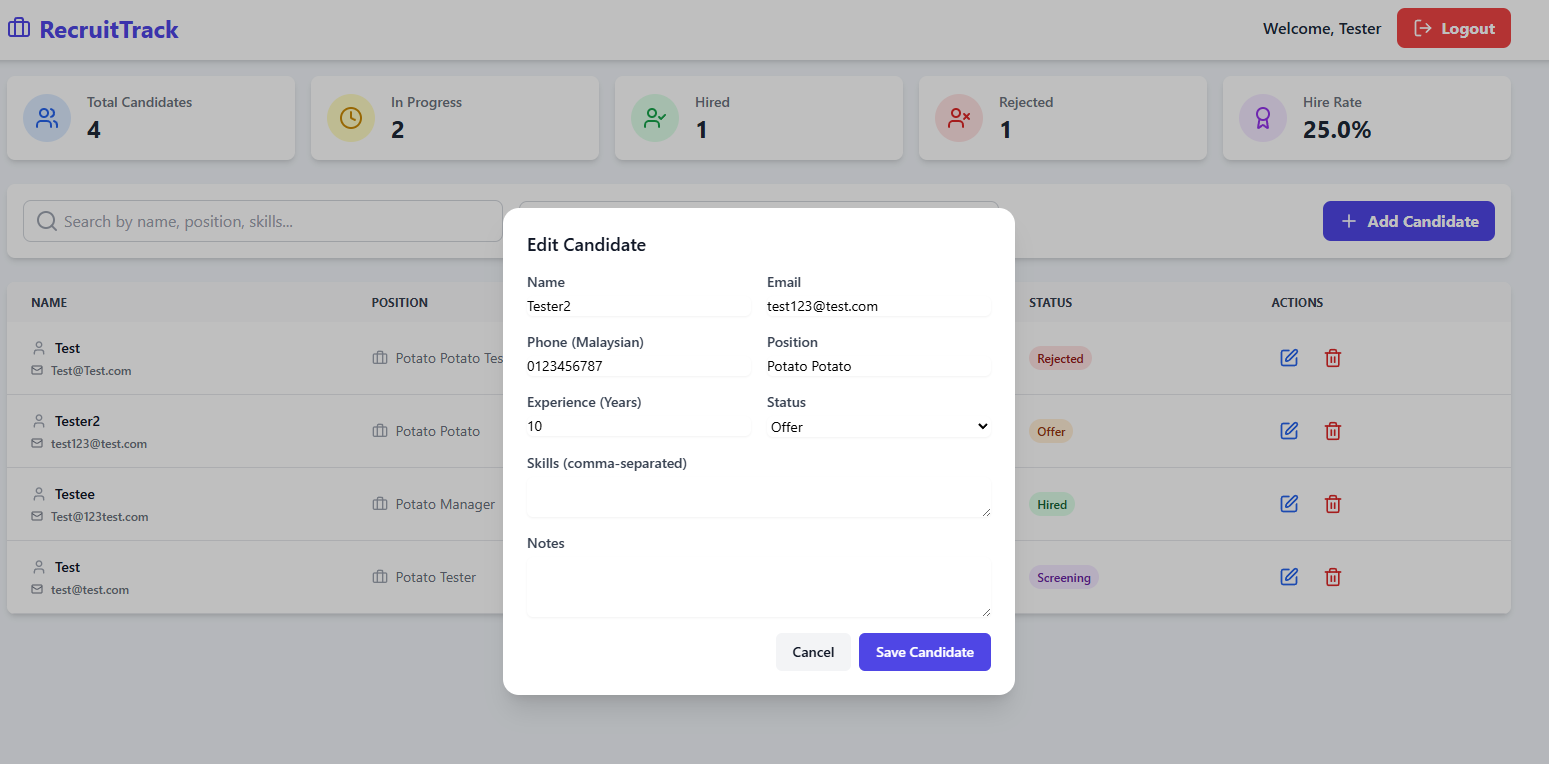 RecruitTrack
Welcome, Tester
Logout
Total Candidates
4
In Progress
2
Hired
1
Rejected
1
Hire Rate
25.0%
Search by name, position, skills...
Add Candidate
NAME POSITION STATUS ACTIONS
Test
Test@Test.com
Potato Potato Tes
Rejected
Tester2
test123@test.com
Potato Potato
Offer
Testee
Test@123test.com
Potato Manager
Hired
Test
test@test.com
Potato Tester
Screening
Edit Candidate
Name
Tester2
Email
test123@test.com
Phone (Malaysian)
0123456787
Position
Potato Potato
Experience (Years)
10
Status
Offer
Skills (comma-separated)
Notes
Cancel
Save Candidate